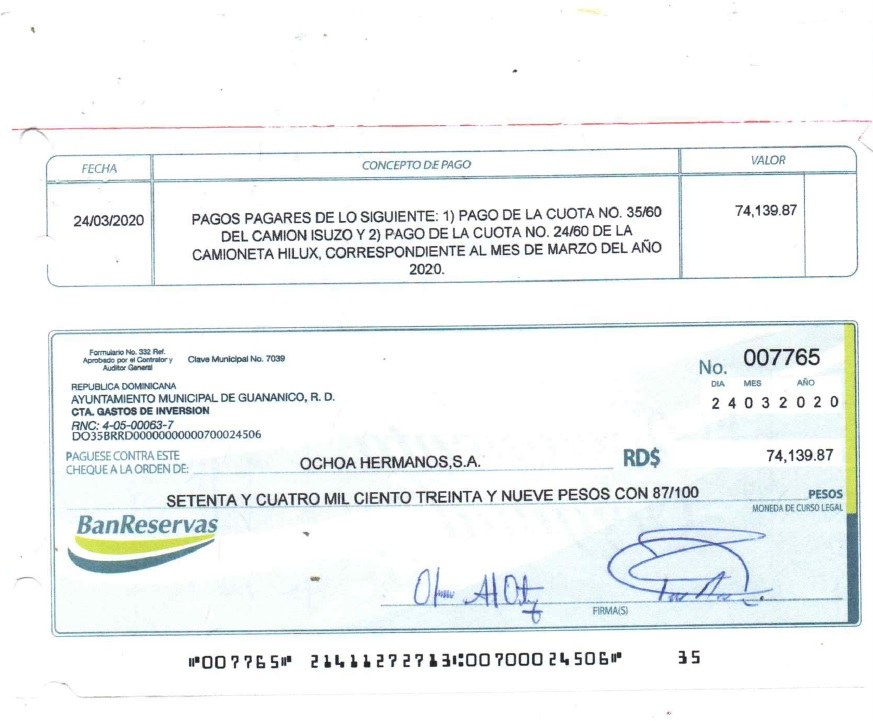 FECHA CONCEPTO DE PAGO VALOR
24/03/2020 PAGOS PAGARES DE LO SIGUIENTE: 1) PAGO DE LA CUOTA NO. 35/60 74,139.87
DEL CAMION ISUZO Y 2) PAGO DE LA CUOTA NO. 24/60 DE LA
CAMIONETA HILUX, CORRESPONDIENTE AL MES DE MARZO DEL AÑO
2020.
Formulario No. 332 Ref.
Aprobado por el Contralor y
Auditor General
Clave Municipal No. 7039
No. 007765
DIA MES AÑO
2 4 0 3 2 0 2 0
REPUBLICA DOMINICANA
AYUNTAMIENTO MUNICIPAL DE GUANANICO, R. D.
CTA. GASTOS DE INVERSION
RNC: 4-05-00063-7
DO35BRRD00000000000700024506
PAGUESE CONTRA ESTE
CHEQUE A LA ORDEN DE: OCHOA HERMANOS,S.A. RD$ 74,139.87
SETENTA Y CUATRO MIL CIENTO TREINTA Y NUEVE PESOS CON 87/100 PESOS
MONEDA DE CURSO LEGAL
BanReservas
FIRMA(S)
⑈007765⑈ 214112727⑆007000 24506⑈ 35